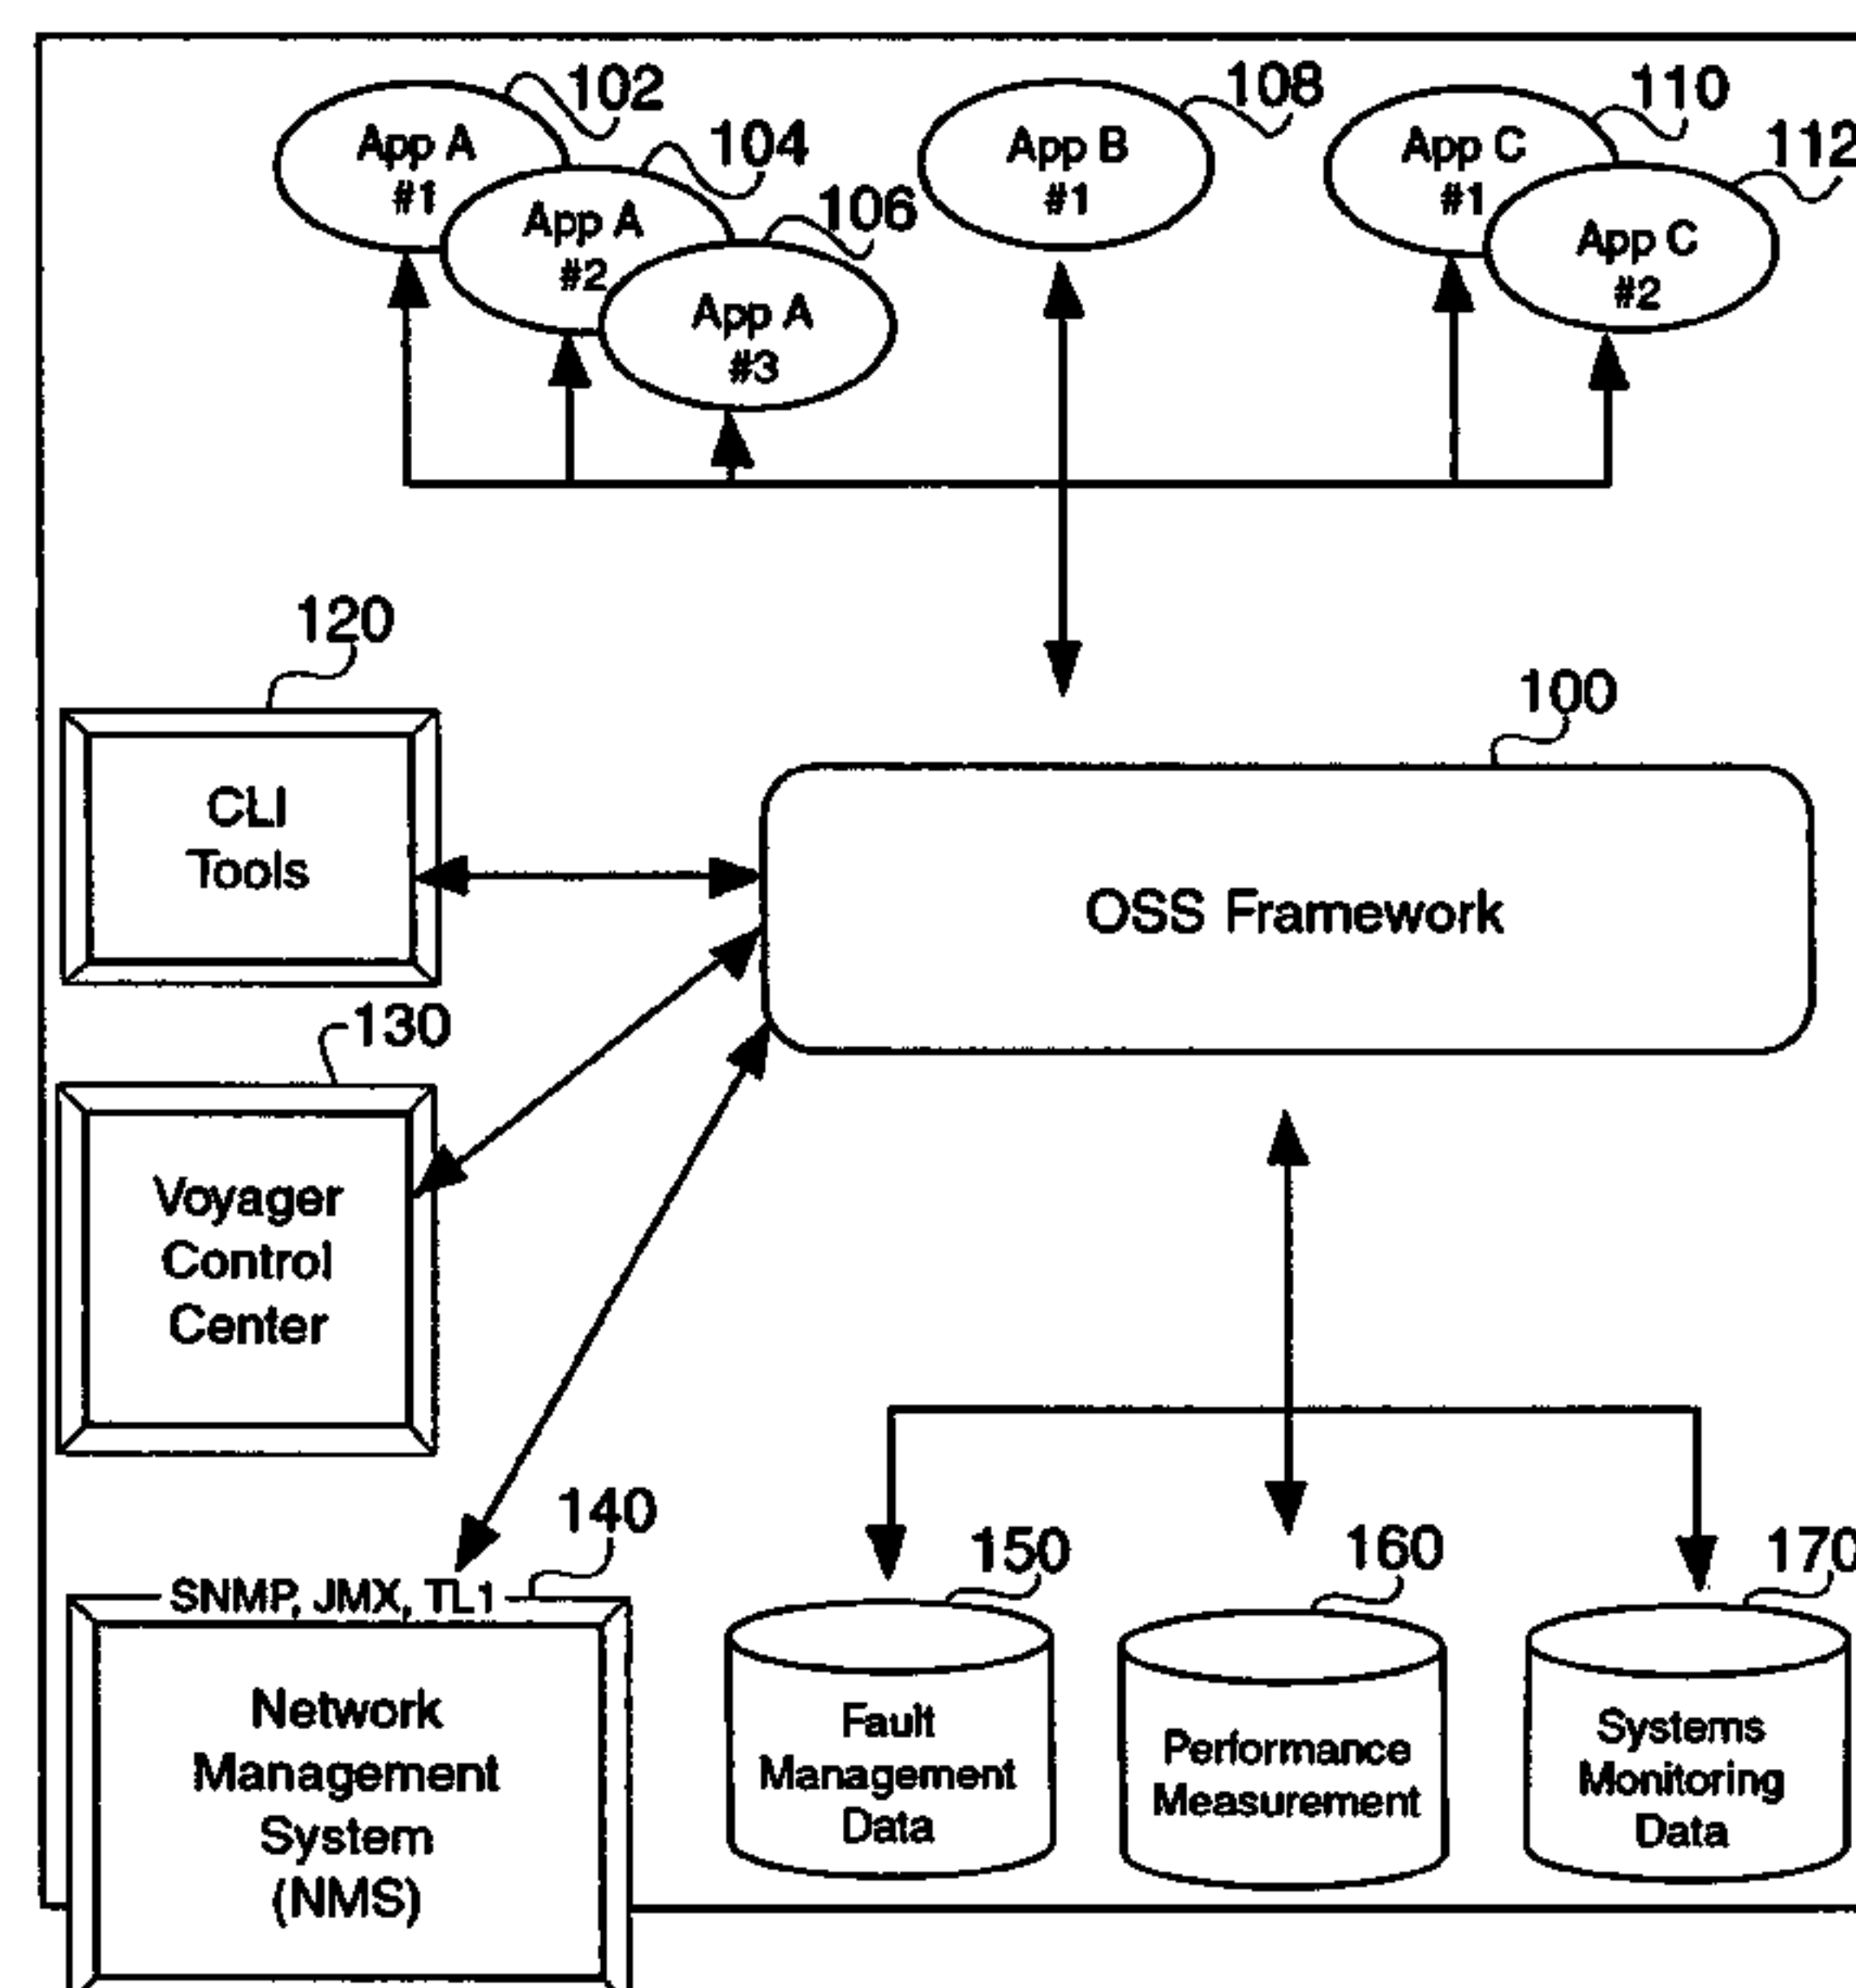 102
App A
#1
104
App A
#2
106
App A
#3
108
App B
#1
110
App C
#1
112
App C
#2
120
CLI
Tools
100
OSS Framework
130
Voyager
Control
Center
140
SNMP, JMX, TL1
Network
Management
System
(NMS)
150
Fault
Management
Data
160
Performance
Measurement
170
Systems
Monitoring
Data